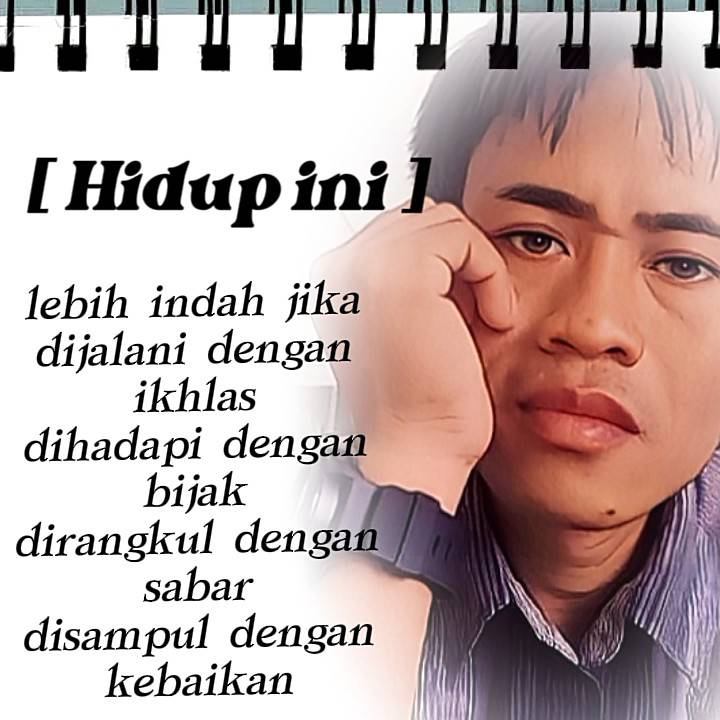 [ Hidup ini ]
lebih indah jika
dijalani dengan
ikhlas
dihadapi dengan
bijak
dirangkul dengan
sabar
disampul dengan
kebaikan